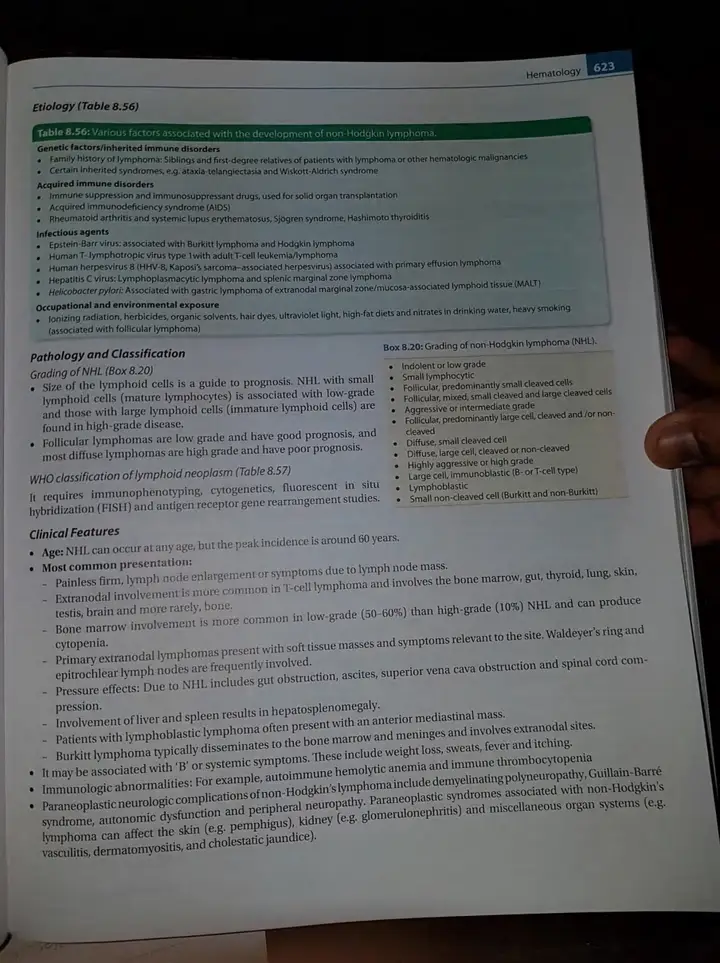 Hematology 623
Etiology (Table 8.56)
Table 8.56: Various factors associated with the development of non-Hodgkin lymphoma.
Genetic factors/inherited immune disorders
• Family history of lymphoma: Siblings and first-degree relatives of patients with lymphoma or other hematologic malignancies
• Certain inherited syndromes, e.g. ataxia-telangiectasia and Wiskott-Aldrich syndrome
Acquired immune disorders
• Immune suppression and immunosuppressant drugs, used for solid organ transplantation
• Acquired immunodeficiency syndrome (AIDS)
• Rheumatoid arthritis and systemic lupus erythematosus, Sjögren syndrome, Hashimoto thyroiditis
Infectious agents
• Epstein-Barr virus: associated with Burkitt lymphoma and Hodgkin lymphoma
• Human T- lymphotropic virus type 1with adult T-cell leukemia/lymphoma
• Human herpesvirus 8 (HHV-8, Kaposi's sarcoma–associated herpesvirus) associated with primary effusion lymphoma
• Hepatitis C virus: Lymphoplasmacytic lymphoma and splenic marginal zone lymphoma
• Helicobacter pylori: Associated with gastric lymphoma of extranodal marginal zone/mucosa-associated lymphoid tissue (MALT)
Occupational and environmental exposure
• Ionizing radiation, herbicides, organic solvents, hair dyes, ultraviolet light, high-fat diets and nitrates in drinking water, heavy smoking
(associated with follicular lymphoma)
Pathology and Classification
Grading of NHL (Box 8.20)
• Size of the lymphoid cells is a guide to prognosis. NHL with small
lymphoid cells (mature lymphocytes) is associated with low-grade
and those with large lymphoid cells (immature lymphoid cells) are
found in high-grade disease.
• Follicular lymphomas are low grade and have good prognosis, and
most diffuse lymphomas are high grade and have poor prognosis.
WHO classification of lymphoid neoplasm (Table 8.57)
It requires immunophenotyping, cytogenetics, fluorescent in situ
hybridization (FISH) and antigen receptor gene rearrangement studies.
Box 8.20: Grading of non-Hodgkin lymphoma (NHL).
• Indolent or low grade
• Small lymphocytic
• Follicular, predominantly small cleaved cells
• Follicular, mixed, small cleaved and large cleaved cells
• Aggressive or intermediate grade
• Follicular, predominantly large cell, cleaved and /or non-
cleaved
• Diffuse, small cleaved cell
• Diffuse, large cell, cleaved or non-cleaved
• Highly aggressive or high grade
• Large cell, immunoblastic (B- or T-cell type)
• Lymphoblastic
• Small non-cleaved cell (Burkitt and non-Burkitt)
Clinical Features
• Age: NHL can occur at any age, but the peak incidence is around 60 years.
• Most common presentation:
– Painless firm, lymph node enlargement or symptoms due to lymph node mass.
– Extranodal involvement is more common in T-cell lymphoma and involves the bone marrow, gut, thyroid, lung, skin,
testis, brain and more rarely, bone.
– Bone marrow involvement is more common in low-grade (50–60%) than high-grade (10%) NHL and can produce
cytopenia.
– Primary extranodal lymphomas present with soft tissue masses and symptoms relevant to the site. Waldeyer's ring and
epitrochlear lymph nodes are frequently involved.
– Pressure effects: Due to NHL includes gut obstruction, ascites, superior vena cava obstruction and spinal cord com-
pression.
– Involvement of liver and spleen results in hepatosplenomegaly.
– Patients with lymphoblastic lymphoma often present with an anterior mediastinal mass.
– Burkitt lymphoma typically disseminates to the bone marrow and meninges and involves extranodal sites.
• It may be associated with 'B' or systemic symptoms. These include weight loss, sweats, fever and itching.
• Immunologic abnormalities: For example, autoimmune hemolytic anemia and immune thrombocytopenia
• Paraneoplastic neurologic complications of non-Hodgkin's lymphoma include demyelinating polyneuropathy, Guillain-Barré
syndrome, autonomic dysfunction and peripheral neuropathy. Paraneoplastic syndromes associated with non-Hodgkin's
lymphoma can affect the skin (e.g. pemphigus), kidney (e.g. glomerulonephritis) and miscellaneous organ systems (e.g.
vasculitis, dermatomyositis, and cholestatic jaundice).